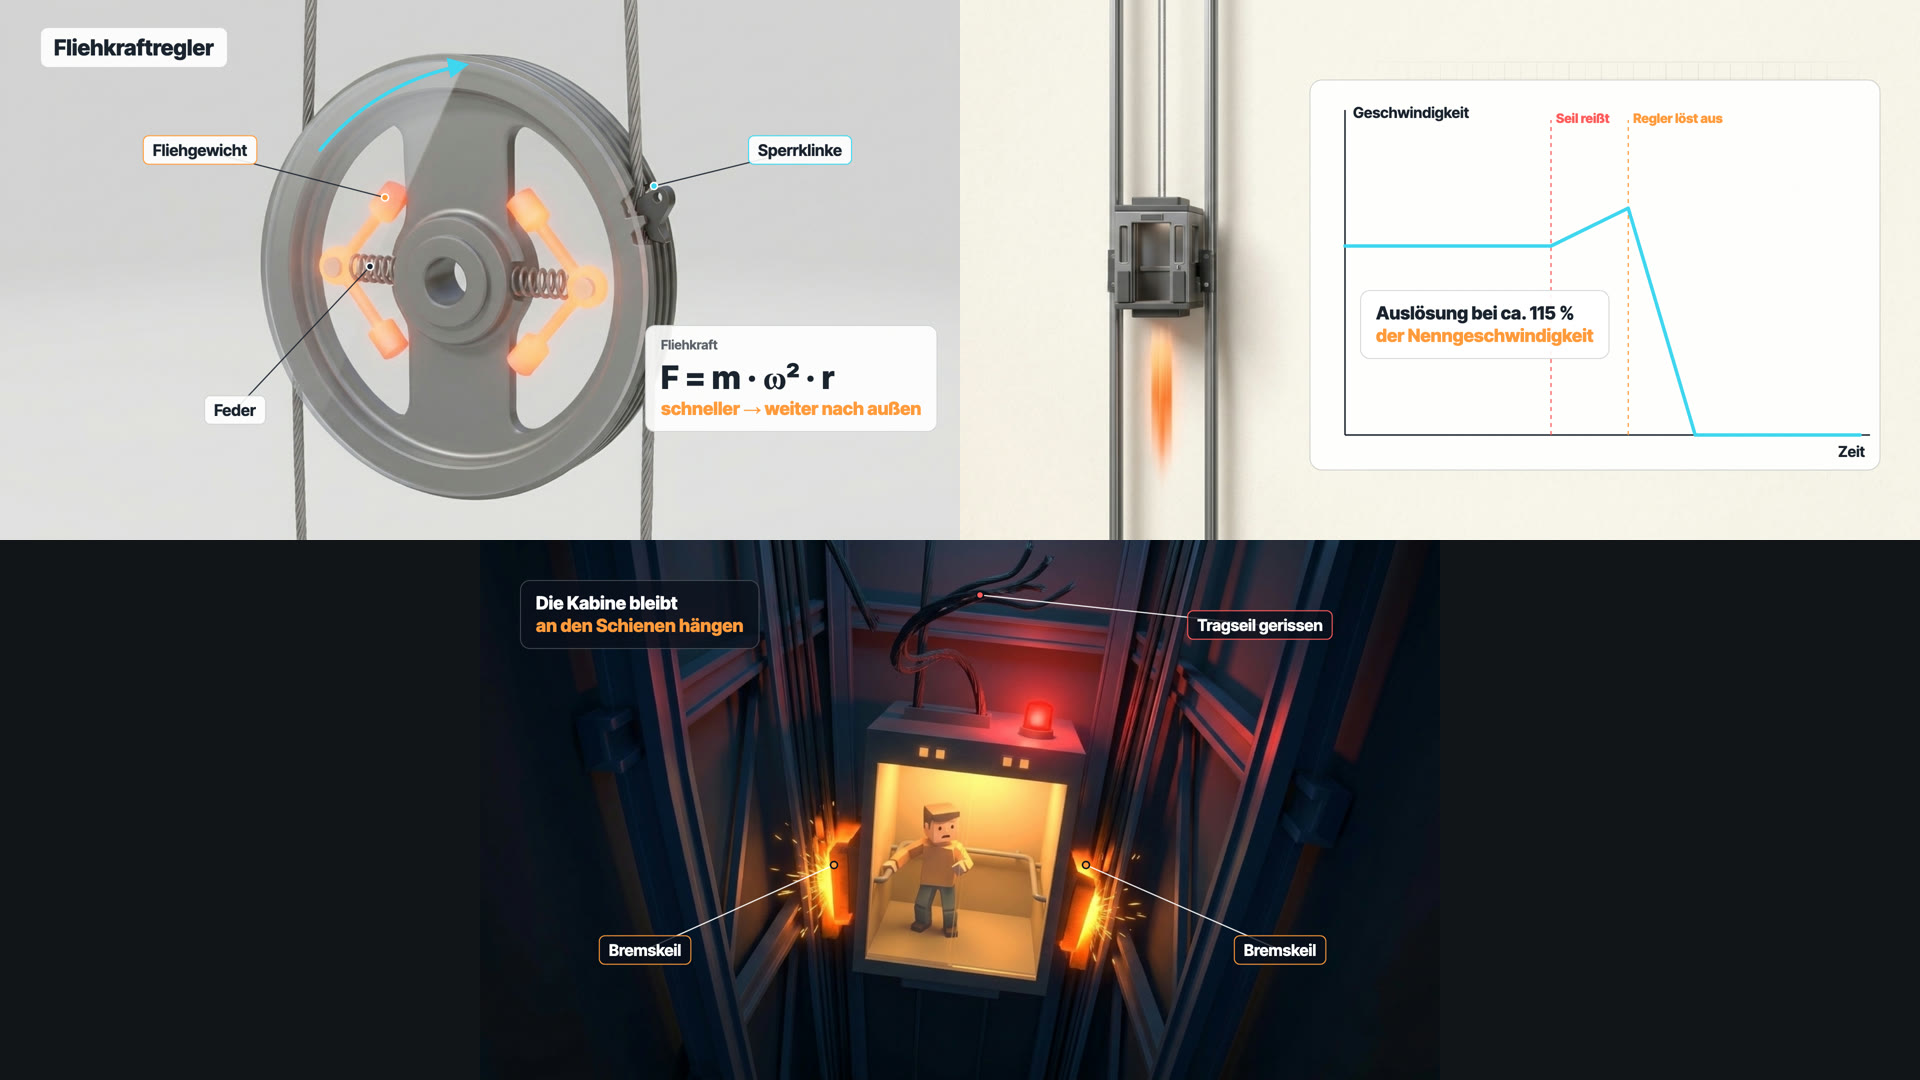 Fliehkraftregler
Fliehgewicht
Sperrklinke
Feder
Fliehkraft
F = m · ω² · r
schneller → weiter nach außen
Geschwindigkeit
Seil reißt
Regler löst aus
Auslösung bei ca. 115 %
der Nenngeschwindigkeit
Zeit
Die Kabine bleibt
an den Schienen hängen
Tragseil gerissen
Bremskeil
Bremskeil